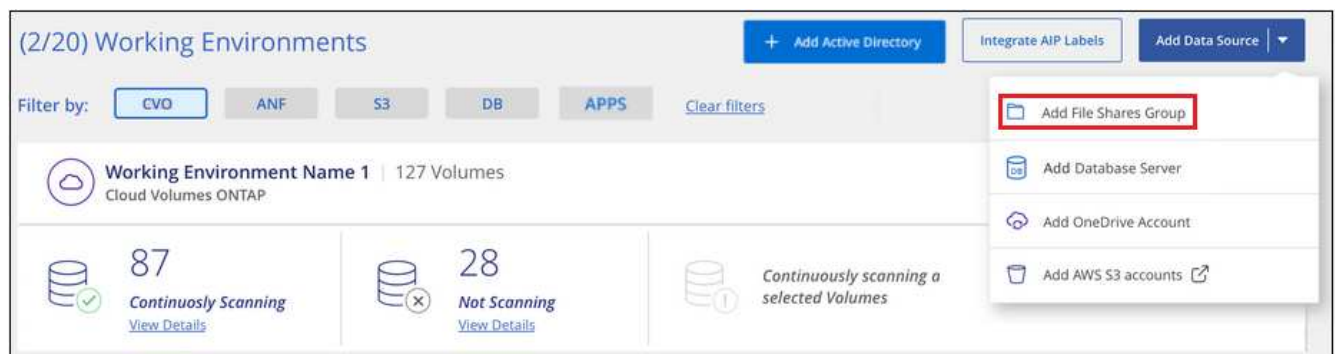 (2/20) Working Environments
+ Add Active Directory
Integrate AIP Labels
Add Data Source
Filter by: CVO ANF S3 DB APPS Clear filters
Add File Shares Group
DB Add Database Server
Add OneDrive Account
Add AWS S3 accounts
Working Environment Name 1 | 127 Volumes
Cloud Volumes ONTAP
87
Continuosly Scanning
View Details
28
Not Scanning
View Details
Continuously scanning a
selected Volumes